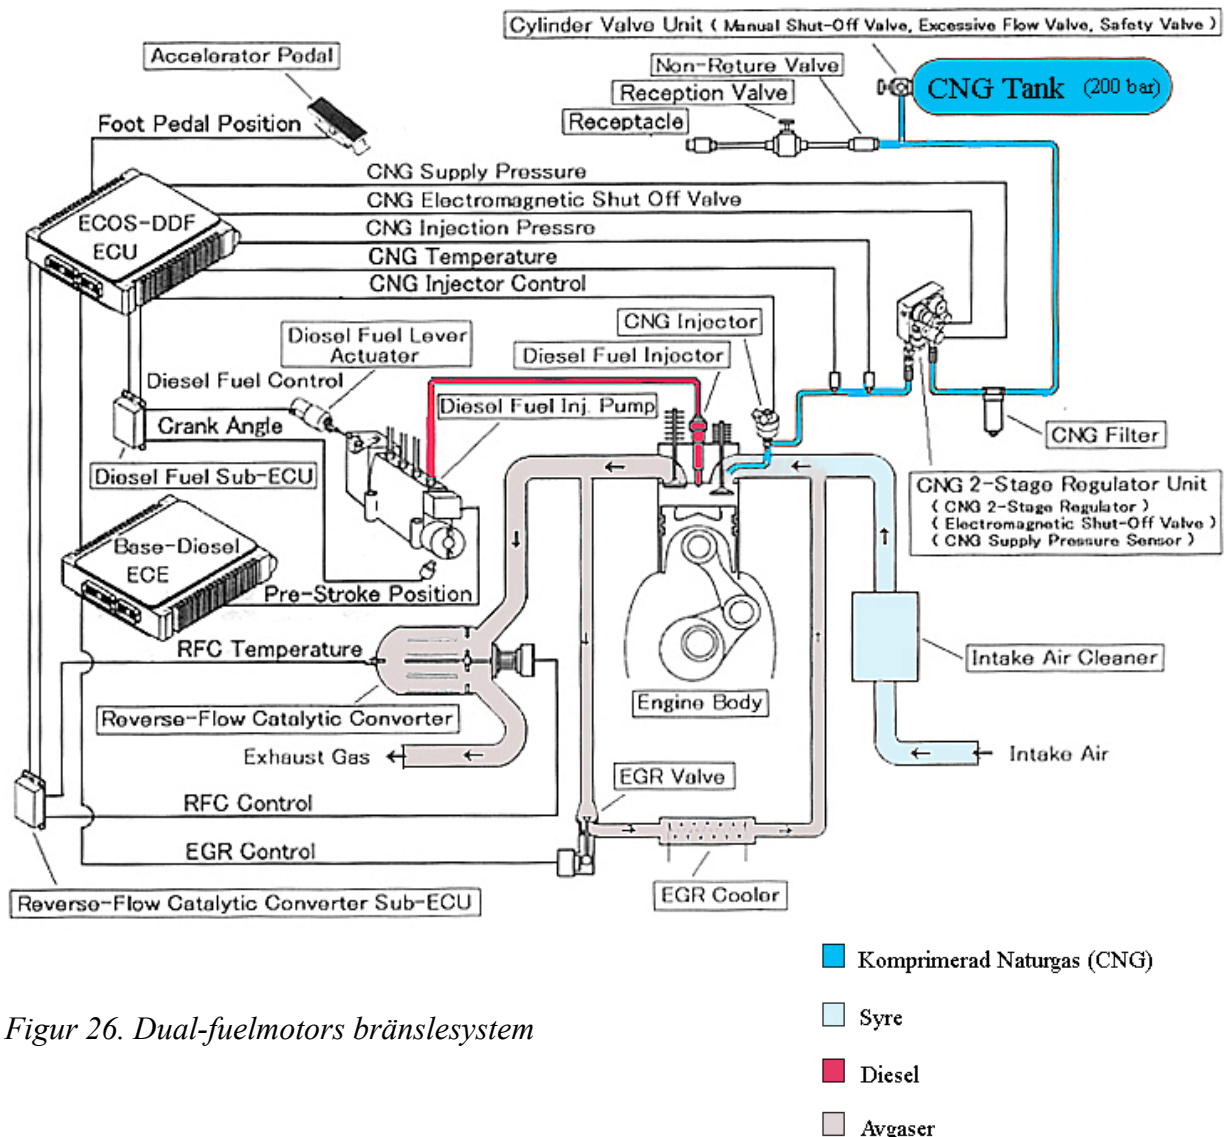 Cylinder Valve Unit ( Manual Shut-Off Valve, Excessive Flow Valve, Safety Valve )
Accelerator Pedal
Non-Reture Valve
CNG Tank (200 bar)
Reception Valve
Receptacle
Foot Pedal Position
CNG Supply Pressure
CNG Electromagnetic Shut Off Valve
ECOS-DDF
ECU
CNG Injection Pressre
CNG Temperature
CNG Injector Control
CNG Injector
Diesel Fuel Lever
Actuater
Diesel Fuel Injector
Diesel Fuel Control
Diesel Fuel Inj. Pump
Crank Angle
CNG Filter
Diesel Fuel Sub-ECU
CNG 2-Stage Regulator Unit
( CNG 2-Stage Regulator )
( Electromagnetic Shut-Off Valve )
( CNG Supply Pressure Sensor )
Base-Diesel
ECE
Pre-Stroke Position
RFC Temperature
Intake Air Cleaner
Engine Body
Reverse-Flow Catalytic Converter
Exhaust Gas
Intake Air
EGR Valve
RFC Control
EGR Control
EGR Cooler
Reverse-Flow Catalytic Converter Sub-ECU
Komprimerad Naturgas (CNG)
Syre
Figur 26. Dual-fuelmotors bränslesystem
Diesel
Avgaser